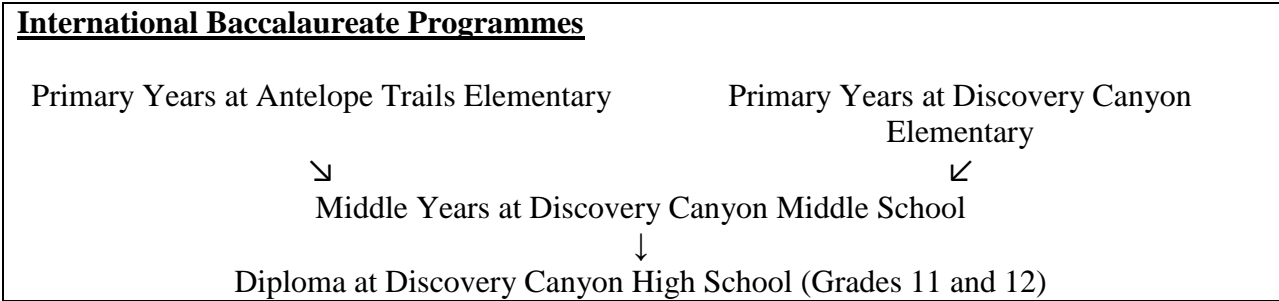 International Baccalaureate Programmes
Primary Years at Antelope Trails Elementary
Primary Years at Discovery Canyon
Elementary
↘ ↙
Middle Years at Discovery Canyon Middle School
↓
Diploma at Discovery Canyon High School (Grades 11 and 12)